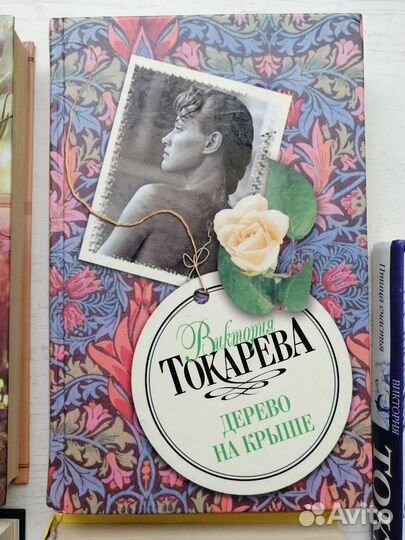 Виктория
ТОКАРЕВА
ДЕРЕВО
НА КРЫШЕ
Птица счастья
ВИКТОРИЯ
ТО
Avito